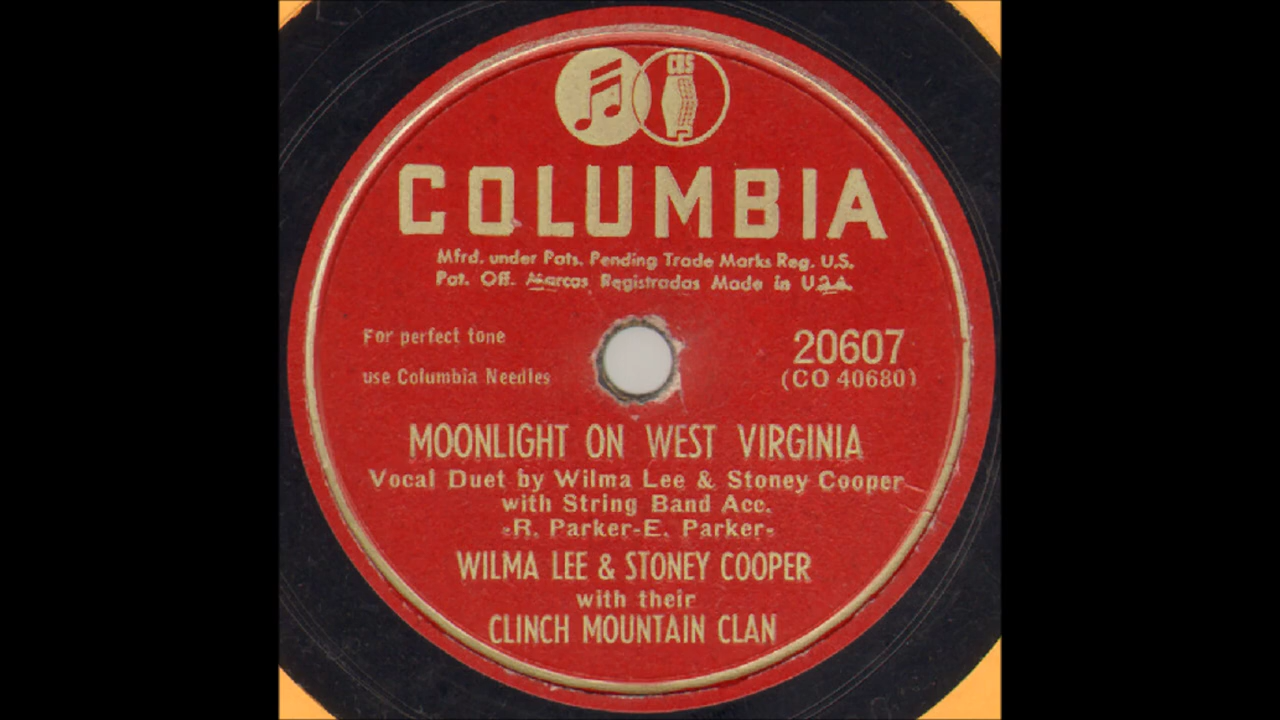 CBS
COLUMBIA
Mfrd. under Pats. Pending Trade Marks Reg. U.S.
Pat. Off. Marcas Registradas Made in U.S.A.
For perfect tone
use Columbia Needles
20607
(CO 40680)
MOONLIGHT ON WEST VIRGINIA
Vocal Duet by Wilma Lee & Stoney Cooper
with String Band Acc.
-R. Parker-E. Parker-
WILMA LEE & STONEY COOPER
with their
CLINCH MOUNTAIN CLAN